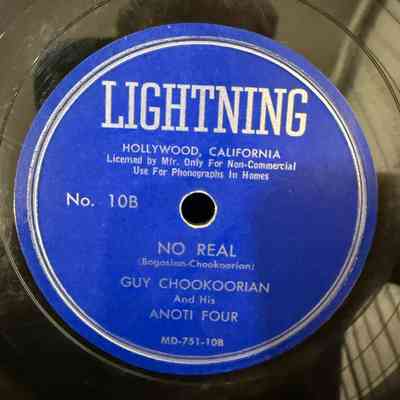 LIGHTNING
HOLLYWOOD, CALIFORNIA
Licensed by Mfr. Only For Non-Commercial
Use For Phonographs In Homes
No. 10B
NO REAL
(Bogosian-Chookoorian)
GUY CHOOKOORIAN
And His
ANOTI FOUR
MD-751-10B